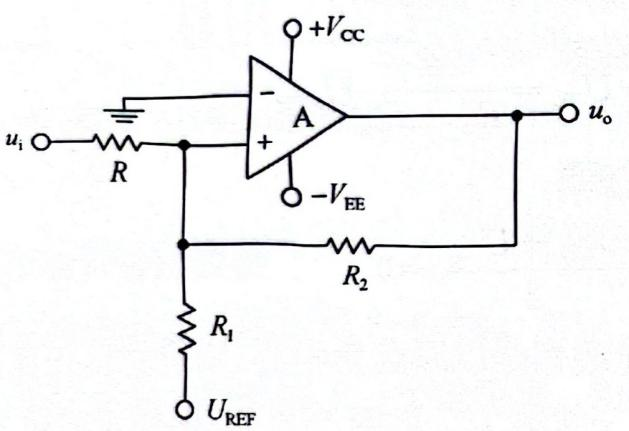 +V_CC
−
A
u_o
u_i
+
R
−V_EE
R_2
R_1
U_REF